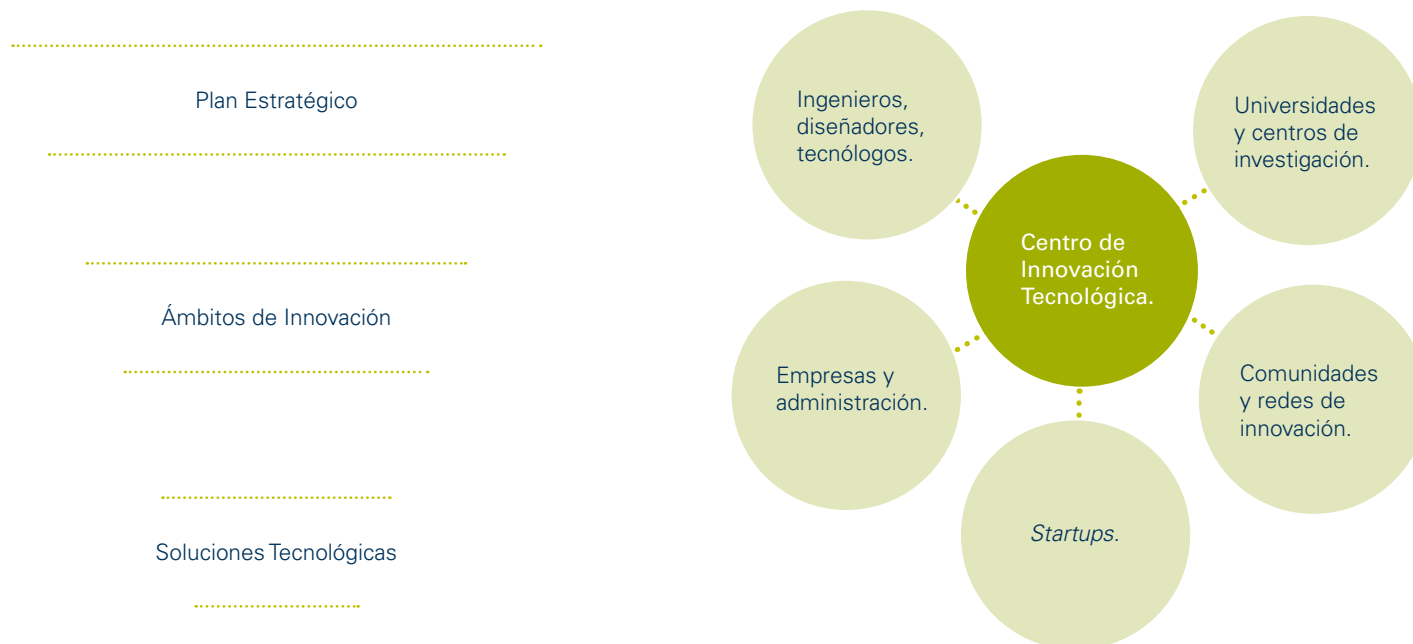 Plan Estratégico
Ámbitos de Innovación
Soluciones Tecnológicas
Ingenieros,
diseñadores,
tecnólogos.
Universidades
y centros de
investigación.
Centro de
Innovación
Tecnológica.
Empresas y
administración.
Comunidades
y redes de
innovación.
Startups.